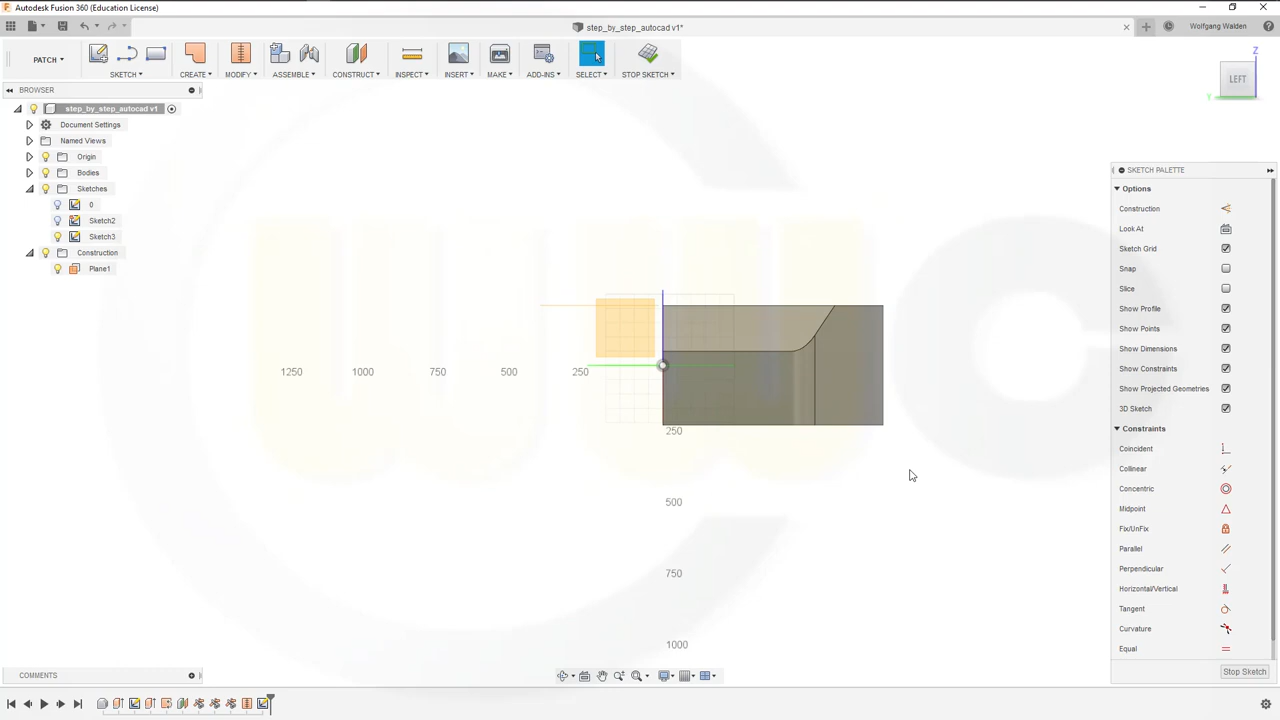 Autodesk Fusion 360 (Education License)
step_by_step_autocad v1*
Wolfgang Walden
PATCH
SKETCH
CREATE
MODIFY
ASSEMBLE
CONSTRUCT
INSPECT
INSERT
MAKE
ADD-INS
SELECT
STOP SKETCH
Z
LEFT
Y
BROWSER
step_by_step_autocad v1
Document Settings
Named Views
Origin
Bodies
Sketches
0
Sketch2
Sketch3
Construction
Plane1
1250
1000
750
500
250
250
500
750
1000
SKETCH PALETTE
Options
Construction
Look At
Sketch Grid
Snap
Slice
Show Profile
Show Points
Show Dimensions
Show Constraints
Show Projected Geometries
3D Sketch
Constraints
Coincident
Collinear
Concentric
Midpoint
Fix/UnFix
Parallel
Perpendicular
Horizontal/Vertical
Tangent
Curvature
Equal
Stop Sketch
COMMENTS